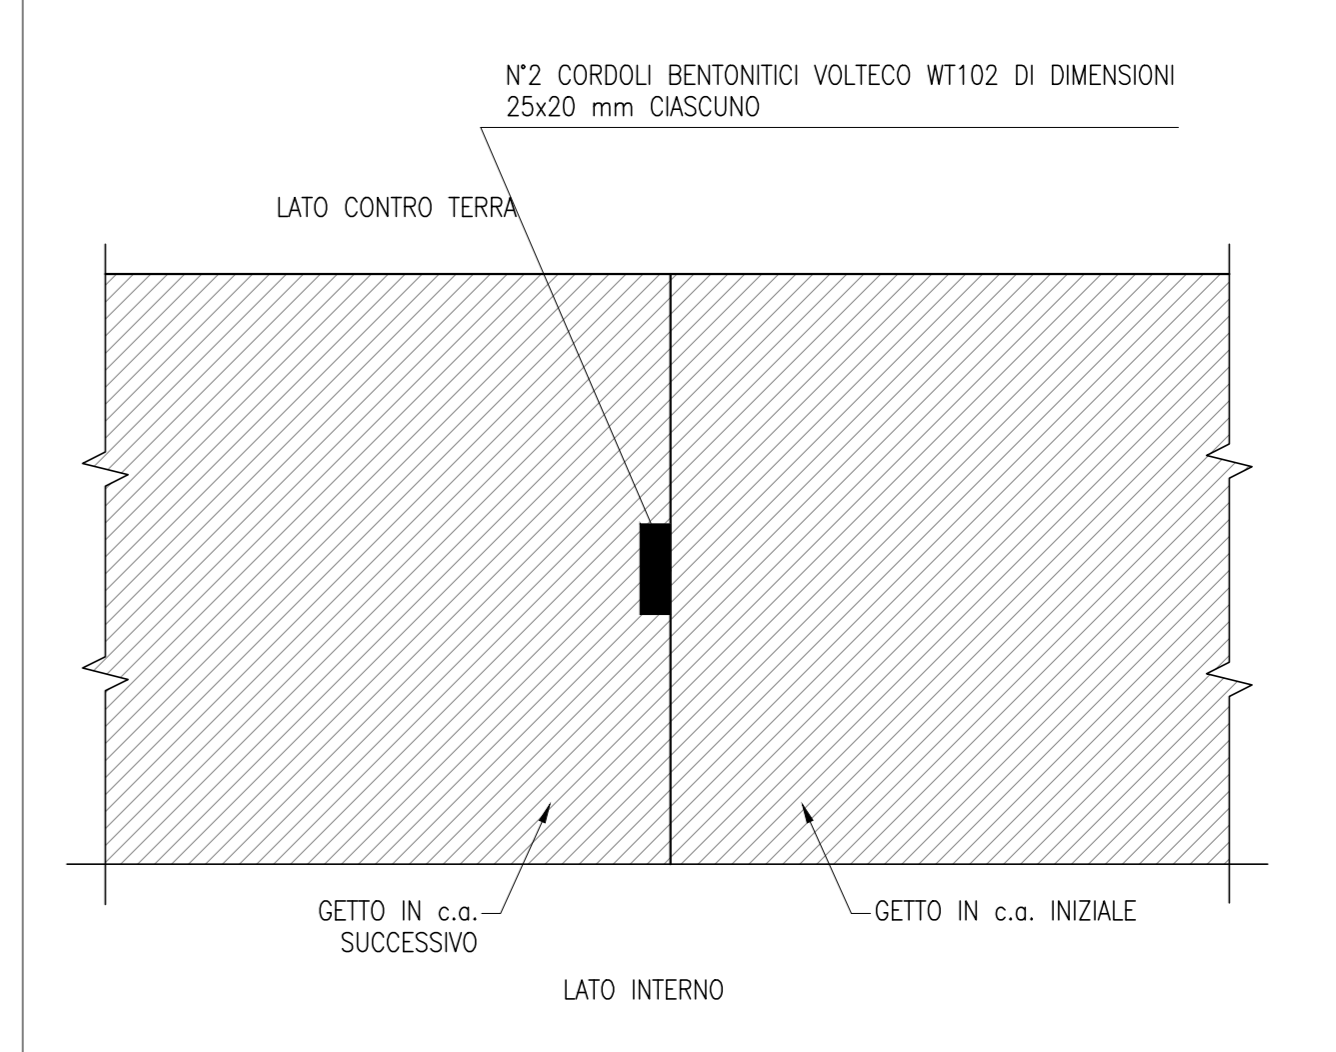 N°2 CORDOLI BENTONITICI VOLTECO WT102 DI DIMENSIONI
25x20 mm CIASCUNO
LATO CONTRO TERRA
GETTO IN c.a.
SUCCESSIVO
GETTO IN c.a. INIZIALE
LATO INTERNO